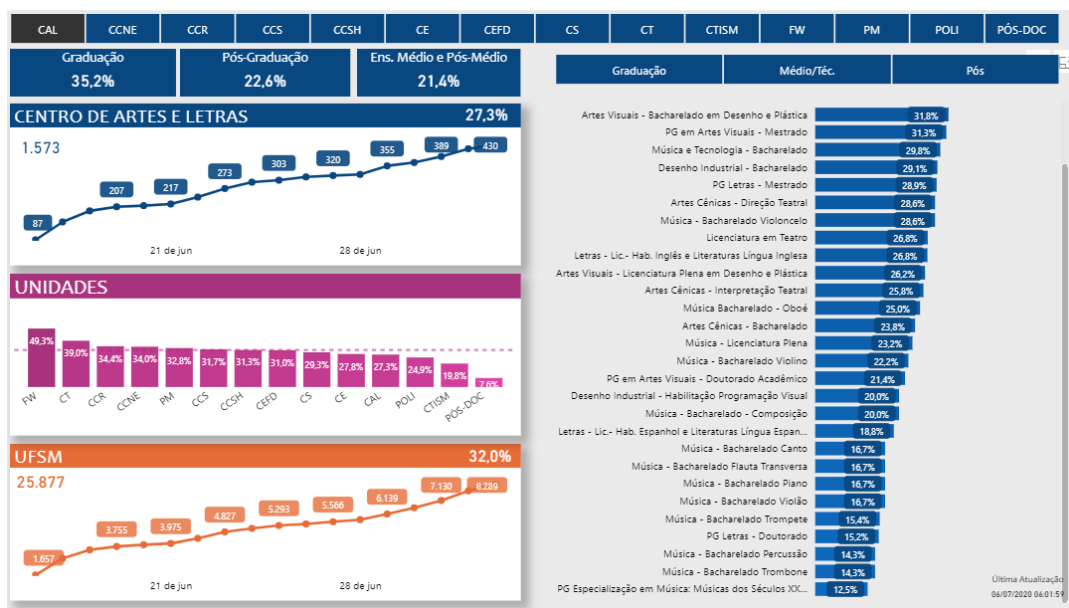 CAL CCNE CCR CCS CCSH CE CEFD CS CT CTISM FW PM POLI PÓS-DOC
Graduação
35,2%
Pós-Graduação
22,6%
Ens. Médio e Pós-Médio
21,4%
CENTRO DE ARTES E LETRAS 27,3%
1.573
87 207 217 273 303 320 355 389 430
21 de jun 28 de jun
UNIDADES
49,3% 39,0% 34,4% 34,0% 32,8% 31,7% 31,3% 31,0% 29,3% 27,8% 27,3% 24,9% 19,8% 7,6%
FW CT CCR CCNE PM CCS CCSH CEFD CS CE CAL POLI CTISM PÓS-DOC
UFSM 32,0%
25.877
1.657 3.755 3.975 4.827 5.293 5.566 6.139 7.130 8.289
21 de jun 28 de jun
Graduação Médio/Téc. Pós
Artes Visuais - Bacharelado em Desenho e Plástica 31,8%
PG em Artes Visuais - Mestrado 31,3%
Música e Tecnologia - Bacharelado 29,8%
Desenho Industrial - Bacharelado 29,1%
PG Letras - Mestrado 28,9%
Artes Cênicas - Direção Teatral 28,6%
Música - Bacharelado Violoncelo 28,6%
Licenciatura em Teatro 26,8%
Letras - Lic.- Hab. Inglês e Literaturas Língua Inglesa 26,8%
Artes Visuais - Licenciatura Plena em Desenho e Plástica 26,2%
Artes Cênicas - Interpretação Teatral 25,8%
Música Bacharelado - Oboé 25,0%
Artes Cênicas - Bacharelado 23,8%
Música - Licenciatura Plena 23,2%
Música - Bacharelado Violino 22,2%
PG em Artes Visuais - Doutorado Acadêmico 21,4%
Desenho Industrial - Habilitação Programação Visual 20,0%
Música - Bacharelado - Composição 20,0%
Letras - Lic.- Hab. Espanhol e Literaturas Língua Espan... 18,8%
Música - Bacharelado Canto 16,7%
Música - Bacharelado Flauta Transversa 16,7%
Música - Bacharelado Piano 16,7%
Música - Bacharelado Violão 16,7%
Música - Bacharelado Trompete 15,4%
PG Letras - Doutorado 15,2%
Música - Bacharelado Percussão 14,3%
Música - Bacharelado Trombone 14,3%
PG Especialização em Música: Músicas dos Séculos XX... 12,5%
Última Atualização
06/07/2020 06:01:59